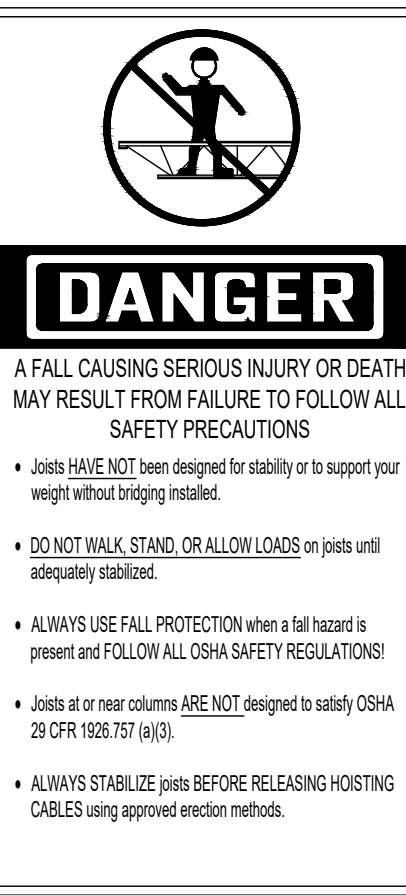 DANGER
A FALL CAUSING SERIOUS INJURY OR DEATH
MAY RESULT FROM FAILURE TO FOLLOW ALL
SAFETY PRECAUTIONS
• Joists HAVE NOT been designed for stability or to support your
weight without bridging installed.
• DO NOT WALK, STAND, OR ALLOW LOADS on joists until
adequately stabilized.
• ALWAYS USE FALL PROTECTION when a fall hazard is
present and FOLLOW ALL OSHA SAFETY REGULATIONS!
• Joists at or near columns ARE NOT designed to satisfy OSHA
29 CFR 1926.757 (a)(3).
• ALWAYS STABILIZE joists BEFORE RELEASING HOISTING
CABLES using approved erection methods.